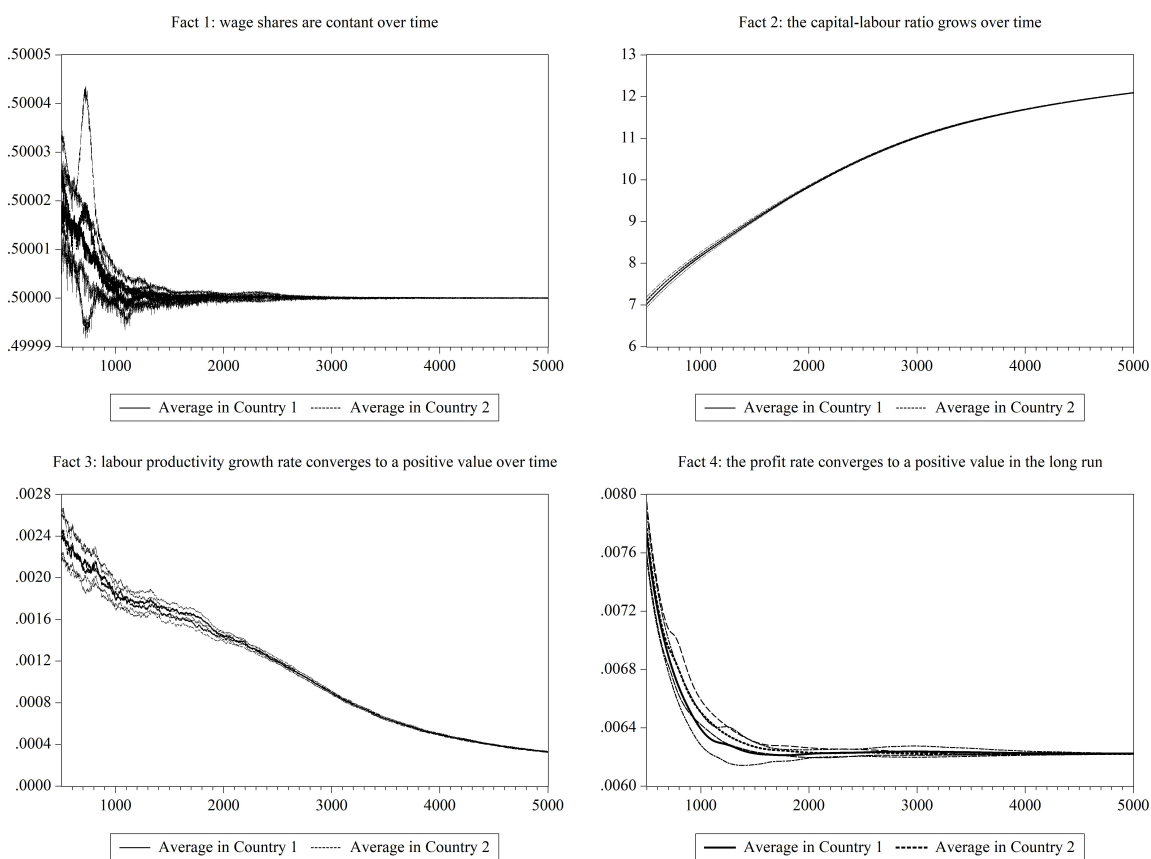 Fact 1: wage shares are contant over time
.50005
.50004
.50003
.50002
.50001
.50000
.49999
1000 2000 3000 4000 5000
Average in Country 1 Average in Country 2
Fact 2: the capital-labour ratio grows over time
13
12
11
10
9
8
7
6
1000 2000 3000 4000 5000
Average in Country 1 Average in Country 2
Fact 3: labour productivity growth rate converges to a positive value over time
.0028
.0024
.0020
.0016
.0012
.0008
.0004
.0000
1000 2000 3000 4000 5000
Average in Country 1 Average in Country 2
Fact 4: the profit rate converges to a positive value in the long run
.0080
.0076
.0072
.0068
.0064
.0060
1000 2000 3000 4000 5000
Average in Country 1 Average in Country 2